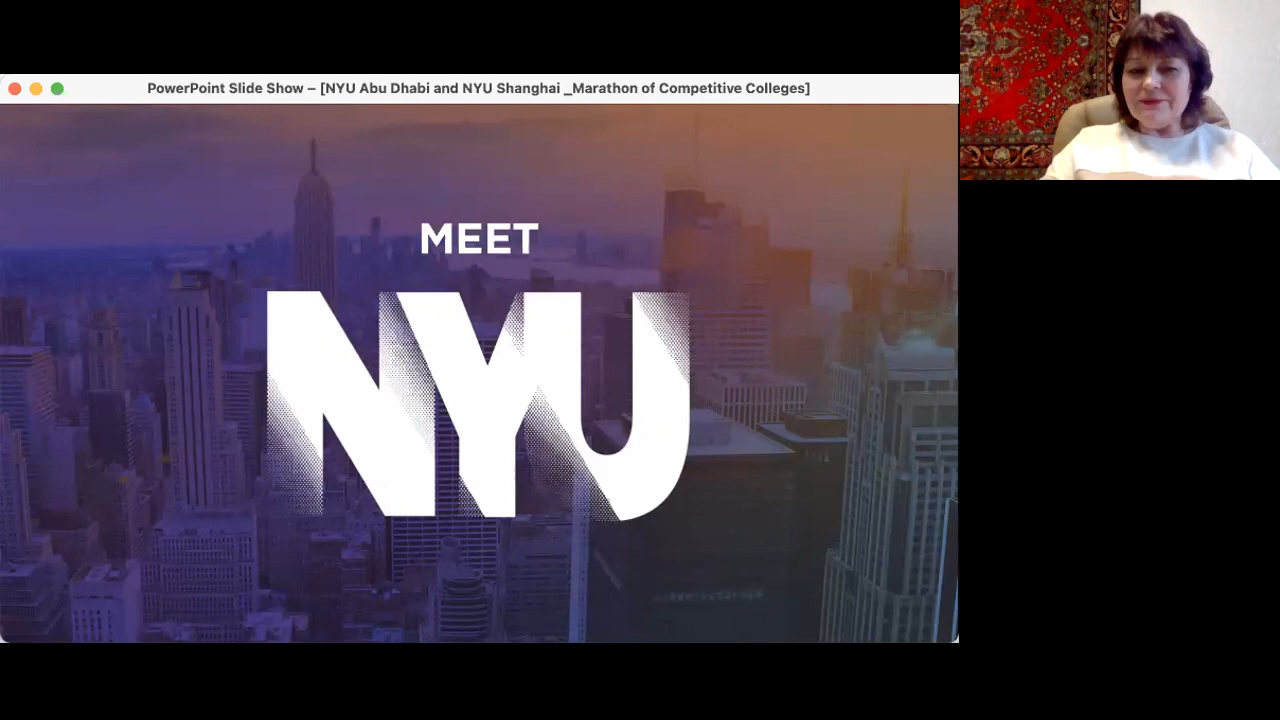 PowerPoint Slide Show – [NYU Abu Dhabi and NYU Shanghai _Marathon of Competitive Colleges]
MEET
NYU